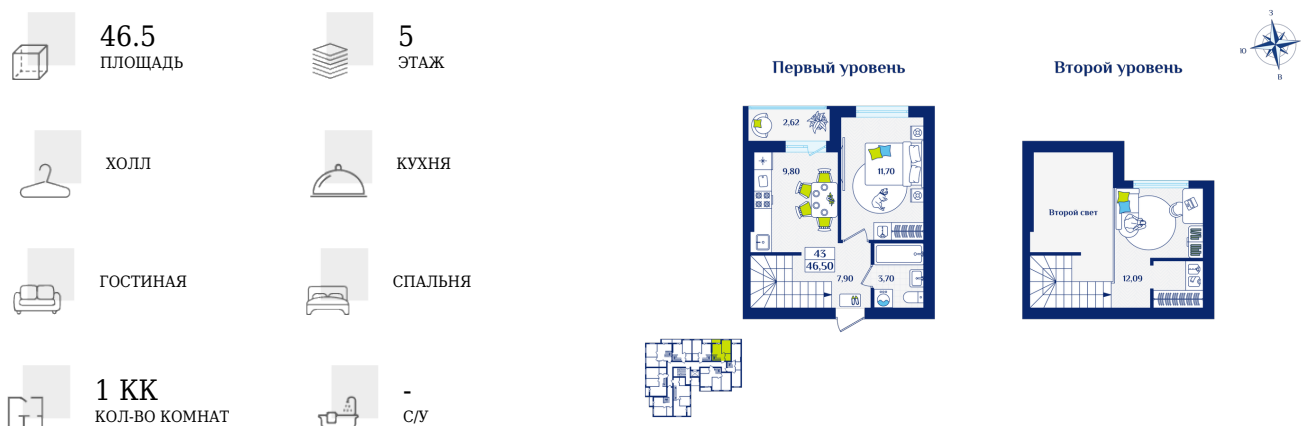 46.5
ПЛОЩАДЬ
5
ЭТАЖ
ХОЛЛ
КУХНЯ
ГОСТИНАЯ
СПАЛЬНЯ
1 КК
КОЛ-ВО КОМНАТ
-
С/У
Первый уровень
2,62
9,80
11,70
43
46,50
7,90
3,70
Второй уровень
Второй свет
12,09
З
Ю
В